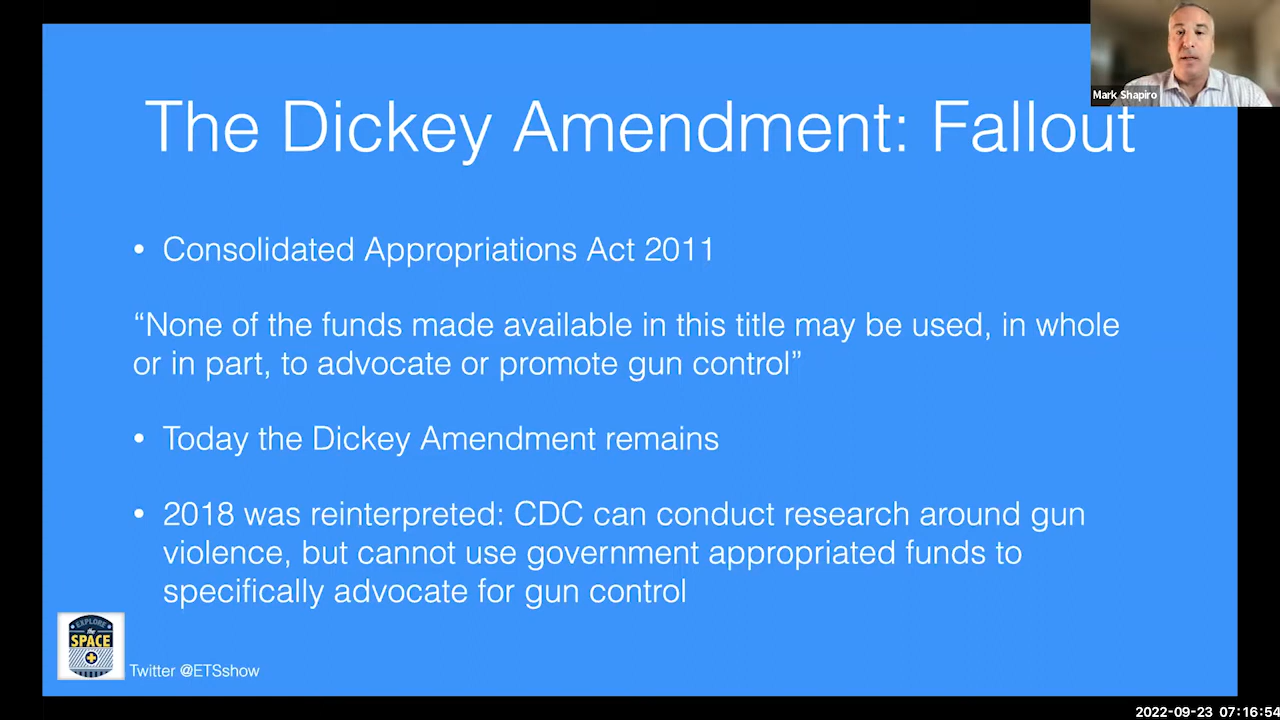 Mark Shapiro
The Dickey Amendment: Fallout
• Consolidated Appropriations Act 2011
“None of the funds made available in this title may be used, in whole
or in part, to advocate or promote gun control”
• Today the Dickey Amendment remains
• 2018 was reinterpreted: CDC can conduct research around gun
violence, but cannot use government appropriated funds to
specifically advocate for gun control
EXPLORE
the
SPACE
Twitter @ETSshow
2022-09-23 07:16:54